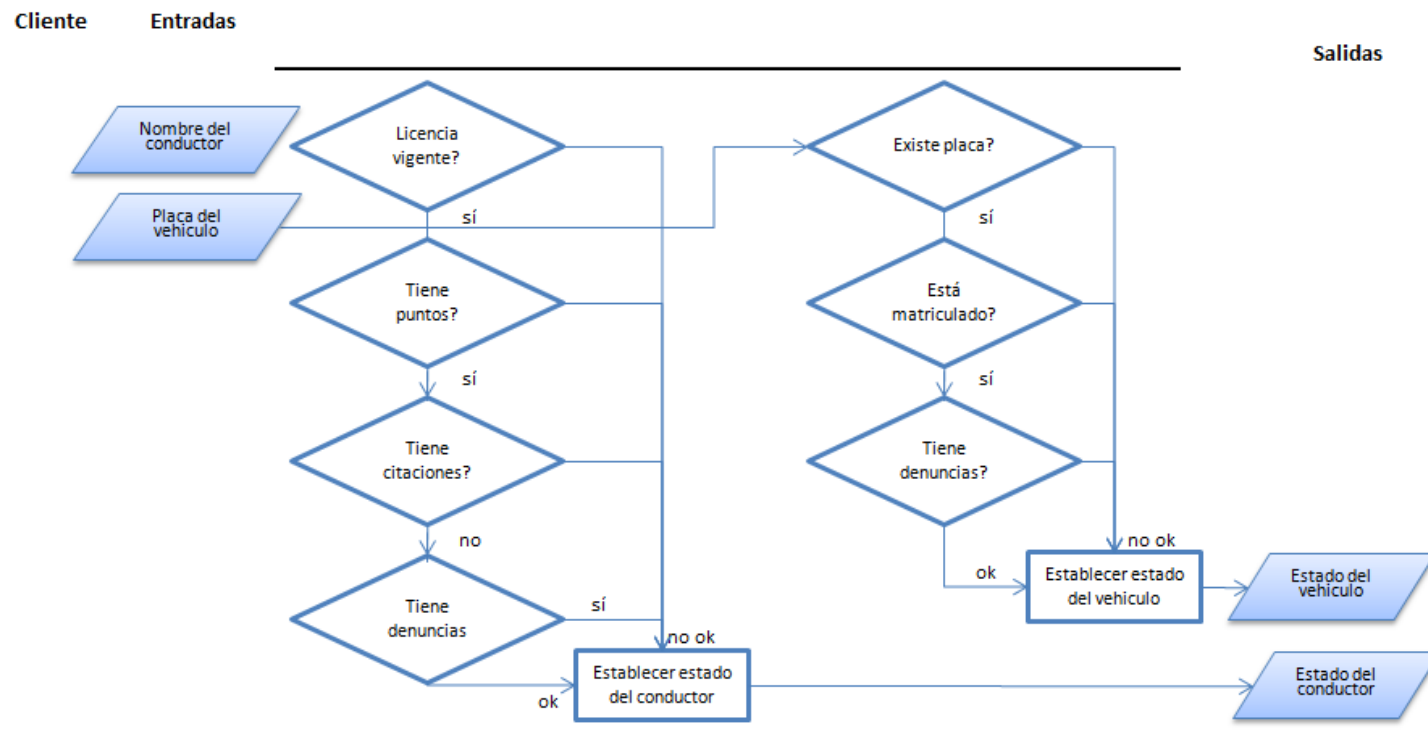 Cliente
Entradas
Salidas
Nombre del
conductor
Licencia
vigente?
Existe placa?
Placa del
vehiculo
sí
sí
Tiene
puntos?
Está
matriculado?
sí
sí
Tiene
citaciones?
Tiene
denuncias?
no
no ok
ok
Establecer estado
del vehiculo
Estado del
vehiculo
Tiene
denuncias
sí
no ok
Establecer estado
del conductor
Estado del
conductor
ok